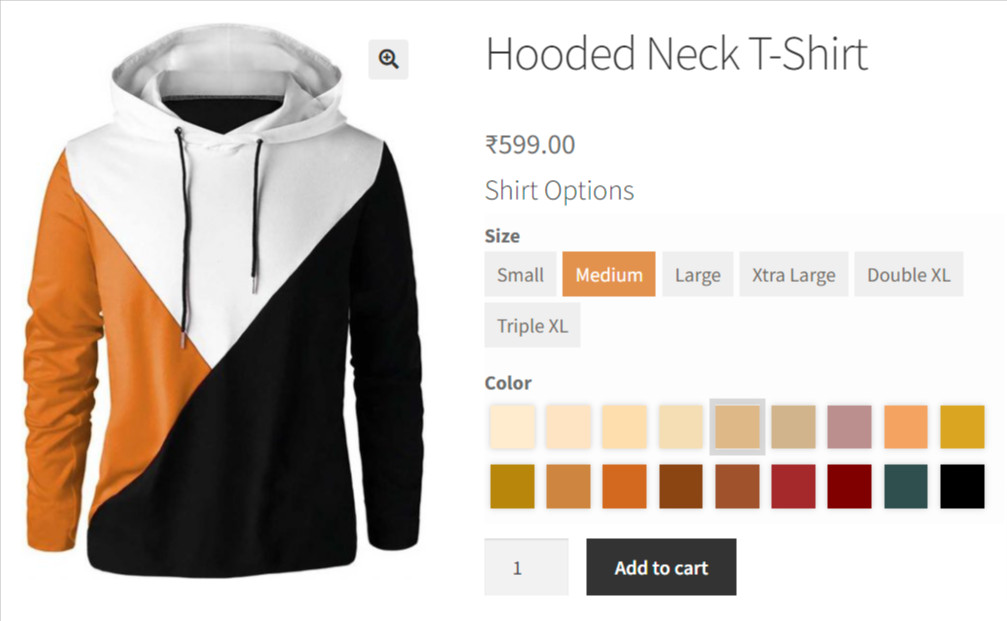 Hooded Neck T-Shirt
₹599.00
Shirt Options
Size
Small Medium Large Xtra Large Double XL
Triple XL
Color
1 Add to cart